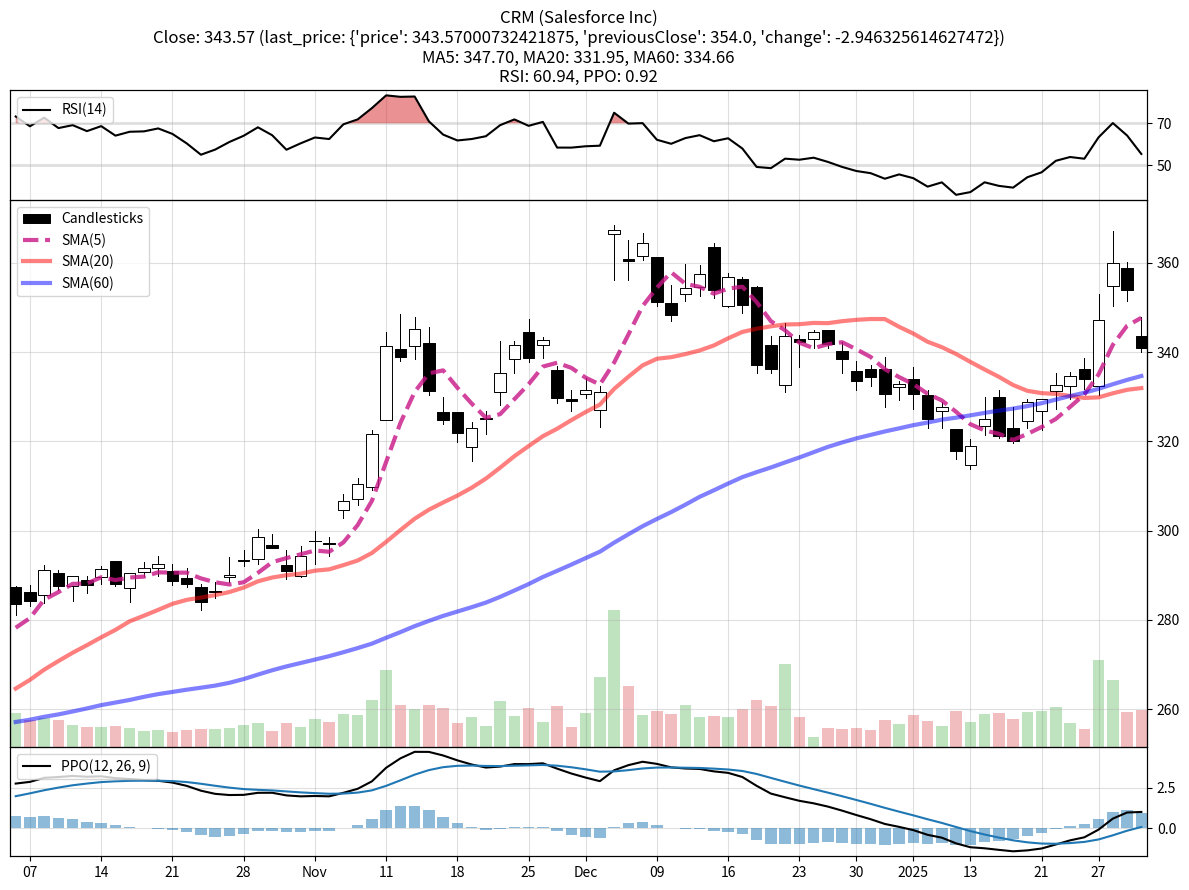 CRM (Salesforce Inc)
Close: 343.57 (last_price: {'price': 343.57000732421875, 'previousClose': 354.0, 'change': -2.946325614627472})
MA5: 347.70, MA20: 331.95, MA60: 334.66
RSI: 60.94, PPO: 0.92
RSI(14)
70
50
Candlesticks
SMA(5)
SMA(20)
SMA(60)
360
340
320
300
280
260
PPO(12, 26, 9)
2.5
0.0
07 14 21 28 Nov 11 18 25 Dec 09 16 23 30 2025 13 21 27